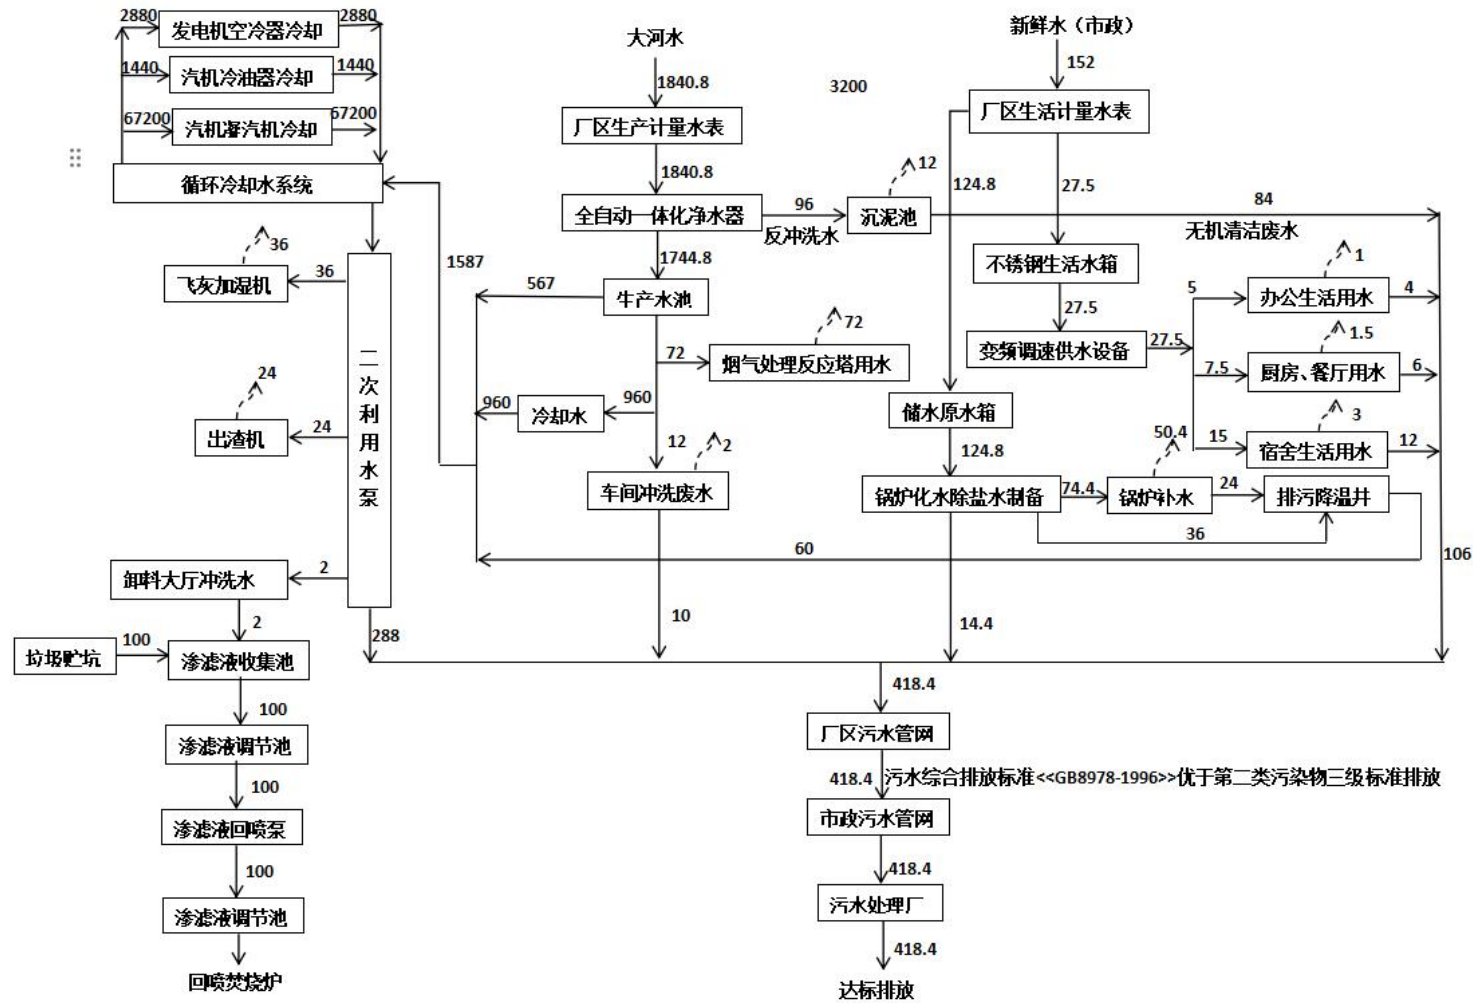 2880
发电机空冷器冷却
2880
1440
汽机冷油器冷却
1440
67200
汽机凝汽机冷却
67200
循环冷却水系统
36
飞灰加湿机
36
24
出渣机
24
二次利用水泵
卸料大厅冲洗水
2
2
288
垃圾贮坑
100
渗滤液收集池
100
渗滤液调节池
100
渗滤液回喷泵
100
渗滤液调节池
回喷焚烧炉
大河水
1840.8
厂区生产计量水表
1840.8
全自动一体化净水器
96
反冲洗水
沉泥池
12
84
无机清洁废水
1744.8
1587
567
生产水池
72
72
烟气处理反应塔用水
960
冷却水
960
12
2
车间冲洗废水
10
3200
新鲜水（市政）
152
厂区生活计量水表
124.8
27.5
不锈钢生活水箱
27.5
变频调速供水设备
27.5
5
1
办公生活用水
4
7.5
1.5
厨房、餐厅用水
6
15
3
宿舍生活用水
12
储水原水箱
124.8
锅炉化水除盐水制备
74.4
50.4
锅炉补水
24
排污降温井
36
60
14.4
106
418.4
厂区污水管网
418.4
污水综合排放标准<<GB8978-1996>>优于第二类污染物三级标准排放
市政污水管网
418.4
污水处理厂
418.4
达标排放